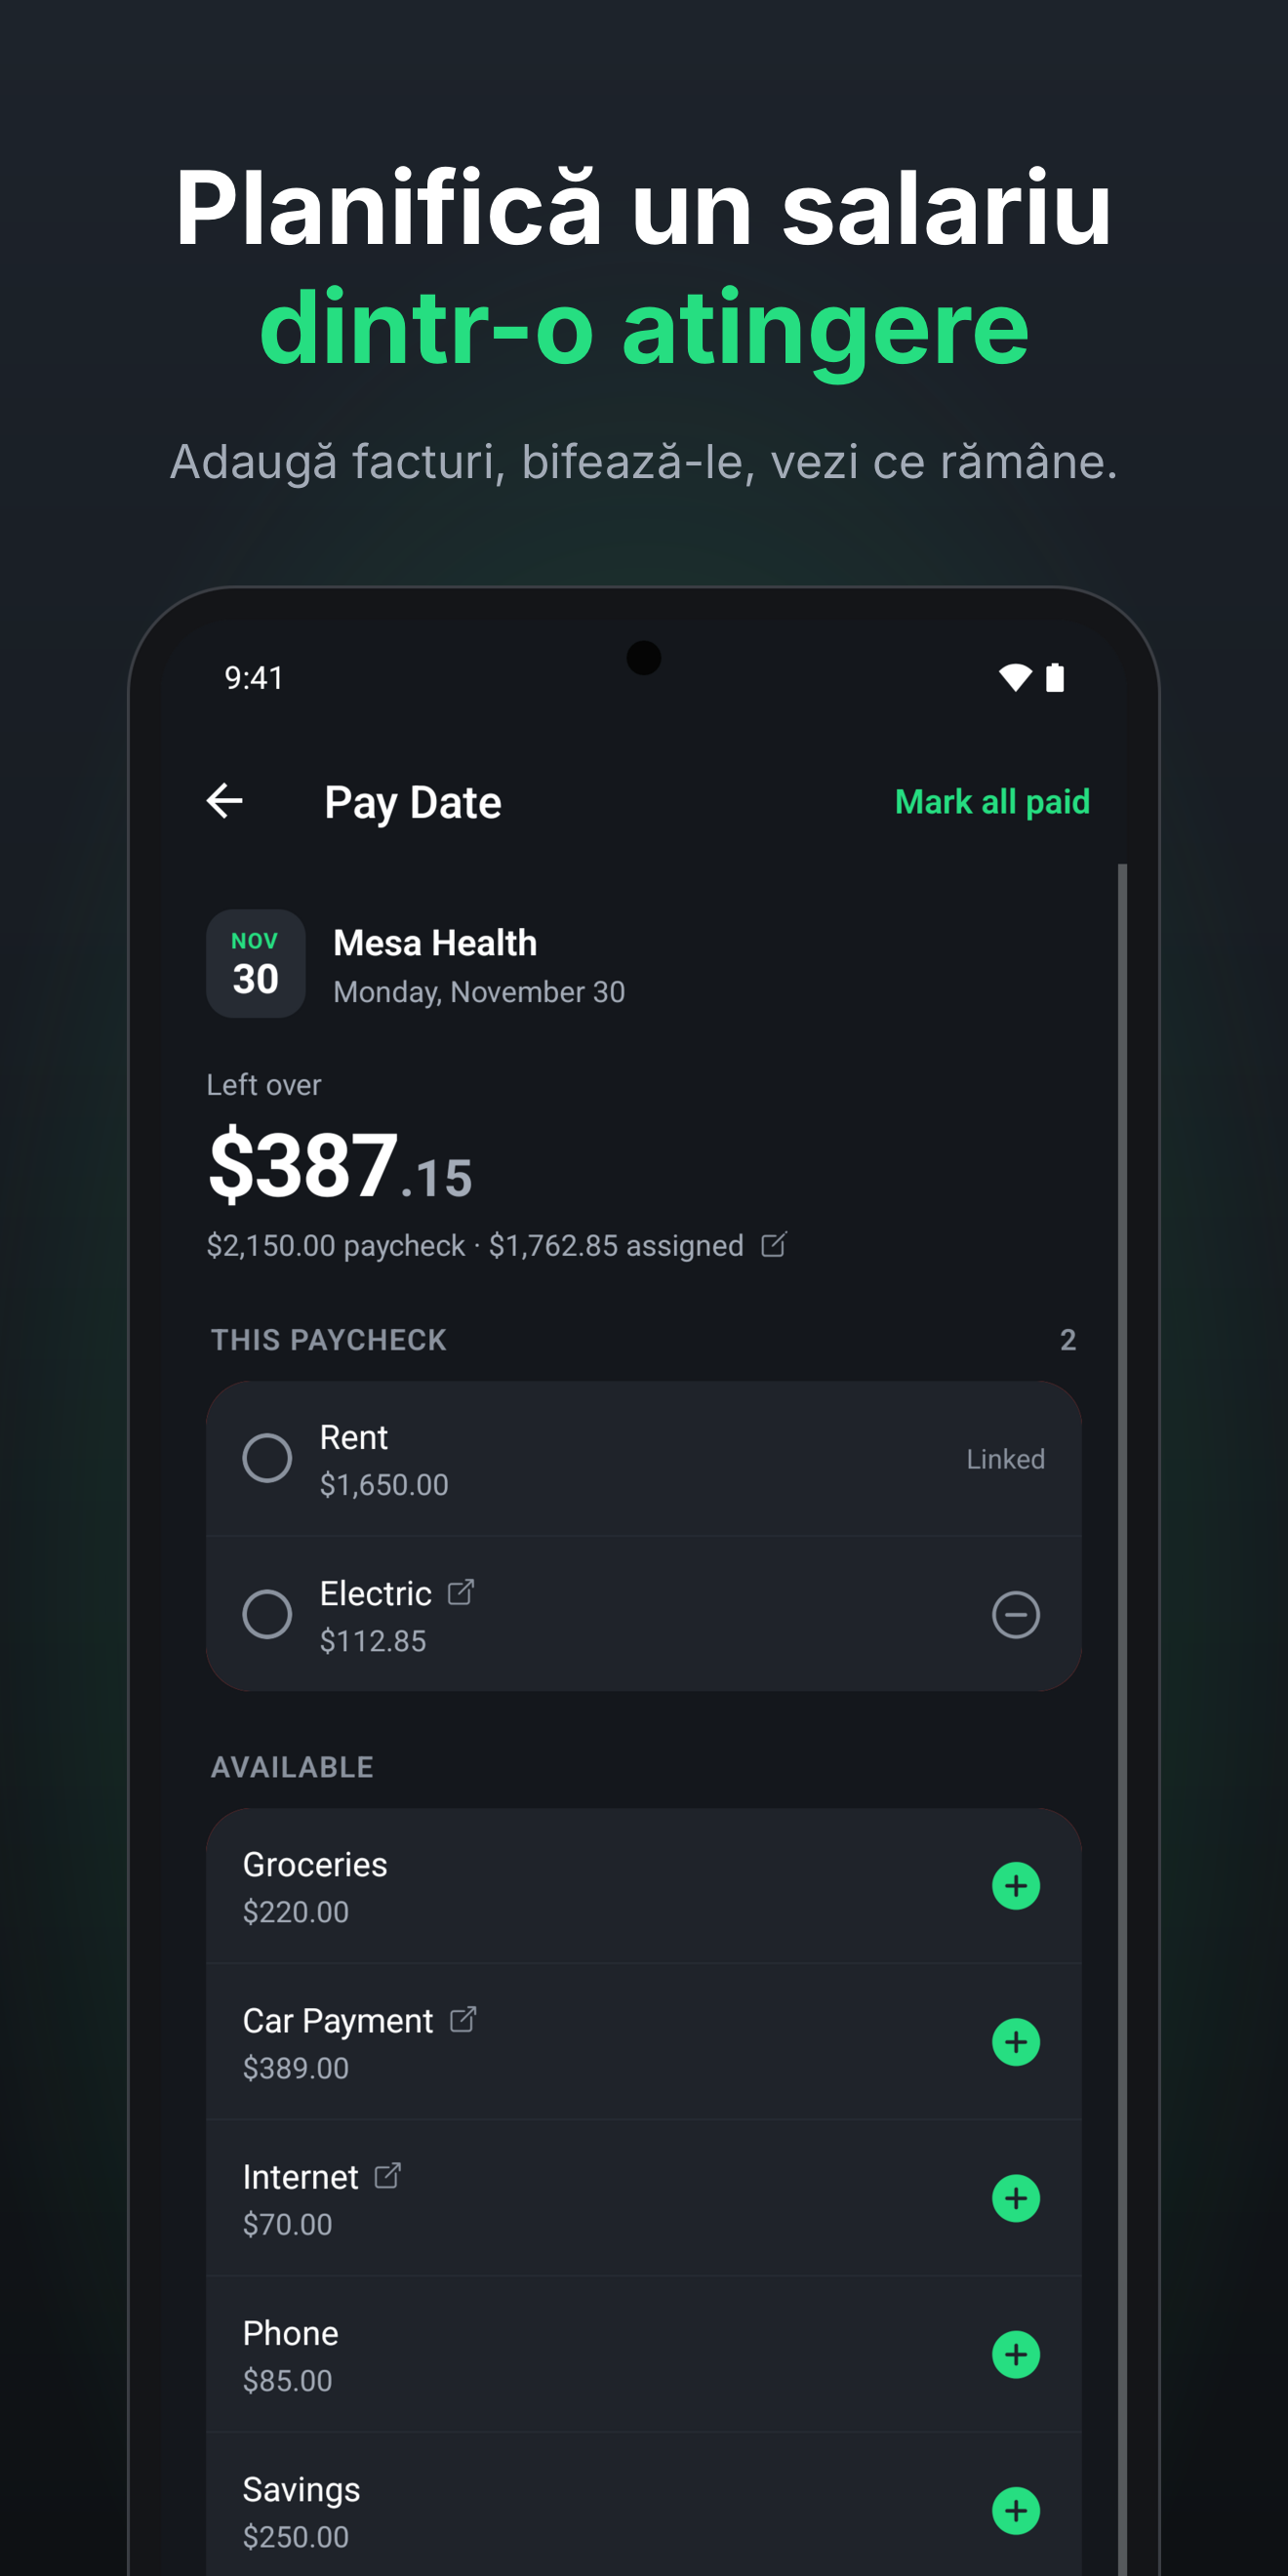 Planifică un salariu
dintr-o atingere
Adaugă facturi, bifează-le, vezi ce rămâne.
9:41
Pay Date
Mark all paid
NOV
30
Mesa Health
Monday, November 30
Left over
$387.15
$2,150.00 paycheck · $1,762.85 assigned
THIS PAYCHECK
2
Rent
$1,650.00
Linked
Electric
$112.85
AVAILABLE
Groceries
$220.00
Car Payment
$389.00
Internet
$70.00
Phone
$85.00
Savings
$250.00